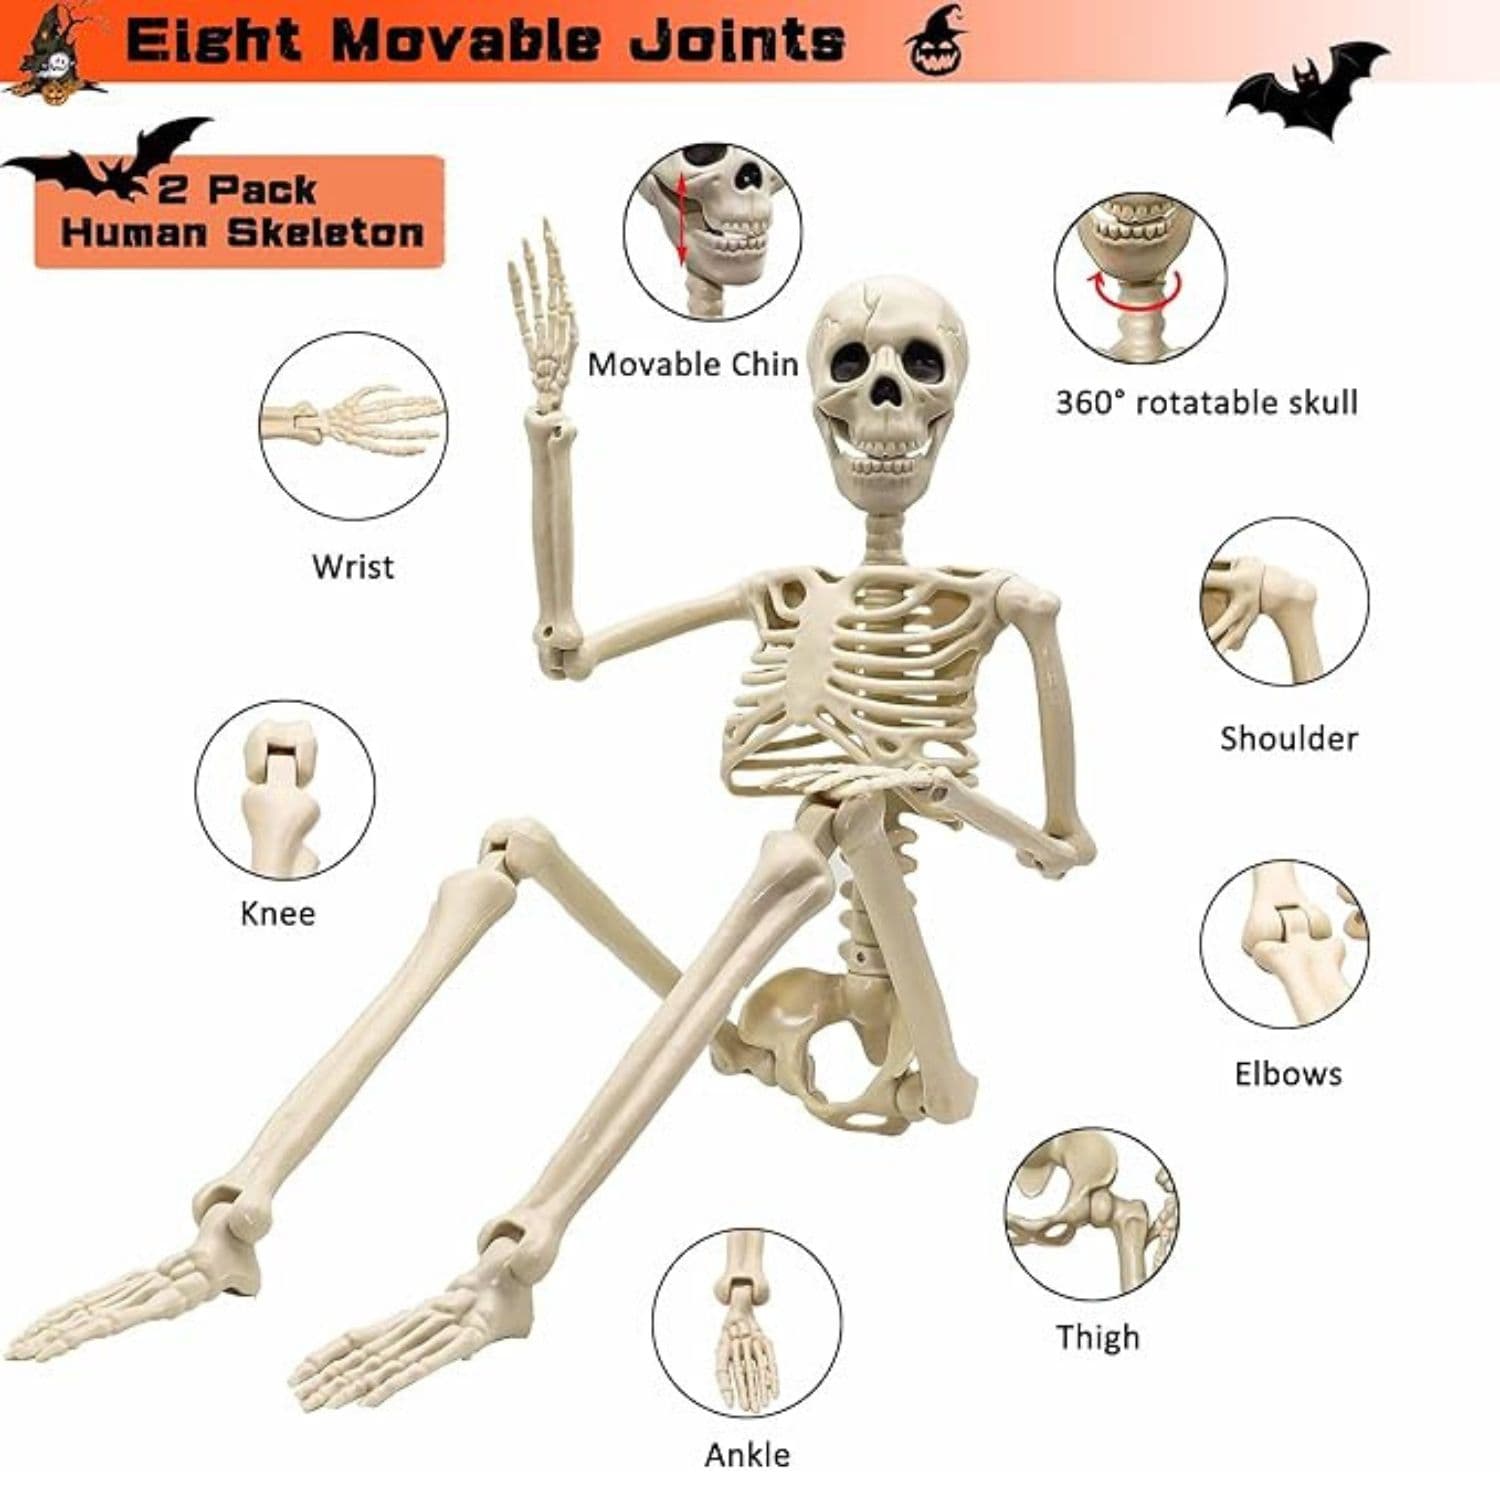 Eight Movable Joints
2 Pack
Human Skeleton
Movable Chin
360° rotatable skull
Wrist
Shoulder
Knee
Elbows
Thigh
Ankle